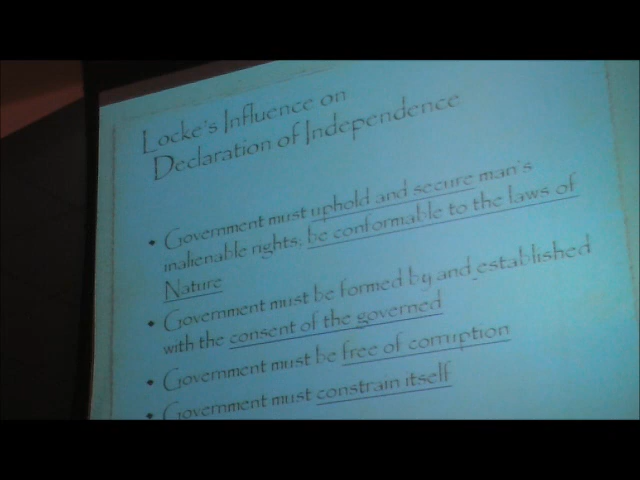 Locke's Influence on
Declaration of Independence
• Government must uphold and secure man's
inalienable rights; be conformable to the laws of
Nature
• Government must be formed by and established
with the consent of the governed
• Government must be free of corruption
• Government must constrain itself